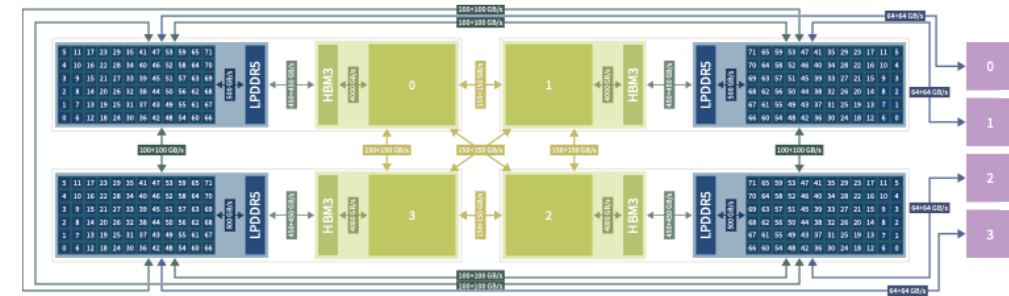 100+100 GB/s
64+64 GB/s
100+100 GB/s
5 11 17 23 29 35 41 47 53 59 65 71
4 10 16 22 28 34 40 46 52 58 64 70
3 9 15 21 27 33 39 45 51 57 63 69
2 8 14 20 26 32 38 44 50 56 62 68
1 7 13 19 25 31 37 43 49 55 61 67
0 6 12 18 24 30 36 42 48 54 60 66
500 GB/s
LPDDR5
450+450 GB/s
HBM3
4000 GB/s
0
150+150 GB/s
1
4000 GB/s
HBM3
450+450 GB/s
LPDDR5
500 GB/s
71 65 59 53 47 41 35 29 23 17 11 5
70 64 58 52 46 40 34 28 22 16 10 4
69 63 57 51 45 39 33 27 21 15 9 3
68 62 56 50 44 38 32 26 20 14 8 2
67 61 55 49 43 37 31 25 19 13 7 1
66 60 54 48 42 36 30 24 18 12 6 0
64+64 GB/s
0
1
100+100 GB/s
150+150 GB/s
150+150 GB/s
150+150 GB/s
100+100 GB/s
5 11 17 23 29 35 41 47 53 59 65 71
4 10 16 22 28 34 40 46 52 58 64 70
3 9 15 21 27 33 39 45 51 57 63 69
2 8 14 20 26 32 38 44 50 56 62 68
1 7 13 19 25 31 37 43 49 55 61 67
0 6 12 18 24 30 36 42 48 54 60 66
500 GB/s
LPDDR5
450+450 GB/s
HBM3
4000 GB/s
3
150+150 GB/s
2
4000 GB/s
HBM3
450+450 GB/s
LPDDR5
500 GB/s
71 65 59 53 47 41 35 29 23 17 11 5
70 64 58 52 46 40 34 28 22 16 10 4
69 63 57 51 45 39 33 27 21 15 9 3
68 62 56 50 44 38 32 26 20 14 8 2
67 61 55 49 43 37 31 25 19 13 7 1
66 60 54 48 42 36 30 24 18 12 6 0
64+64 GB/s
2
3
100+100 GB/s
100+100 GB/s
64+64 GB/s